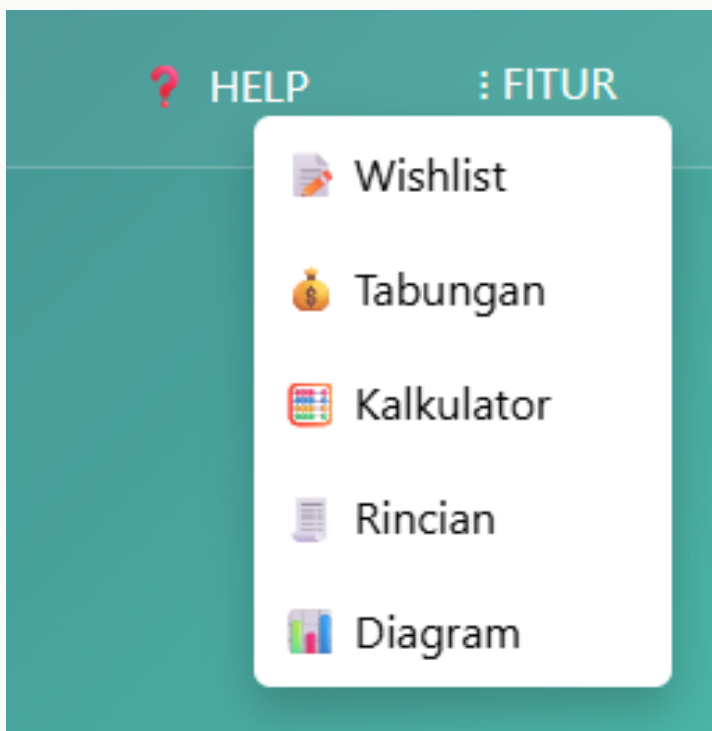 ❓ HELP ⋮ FITUR
📝 Wishlist
💰 Tabungan
🧮 Kalkulator
🧾 Rincian
📊 Diagram